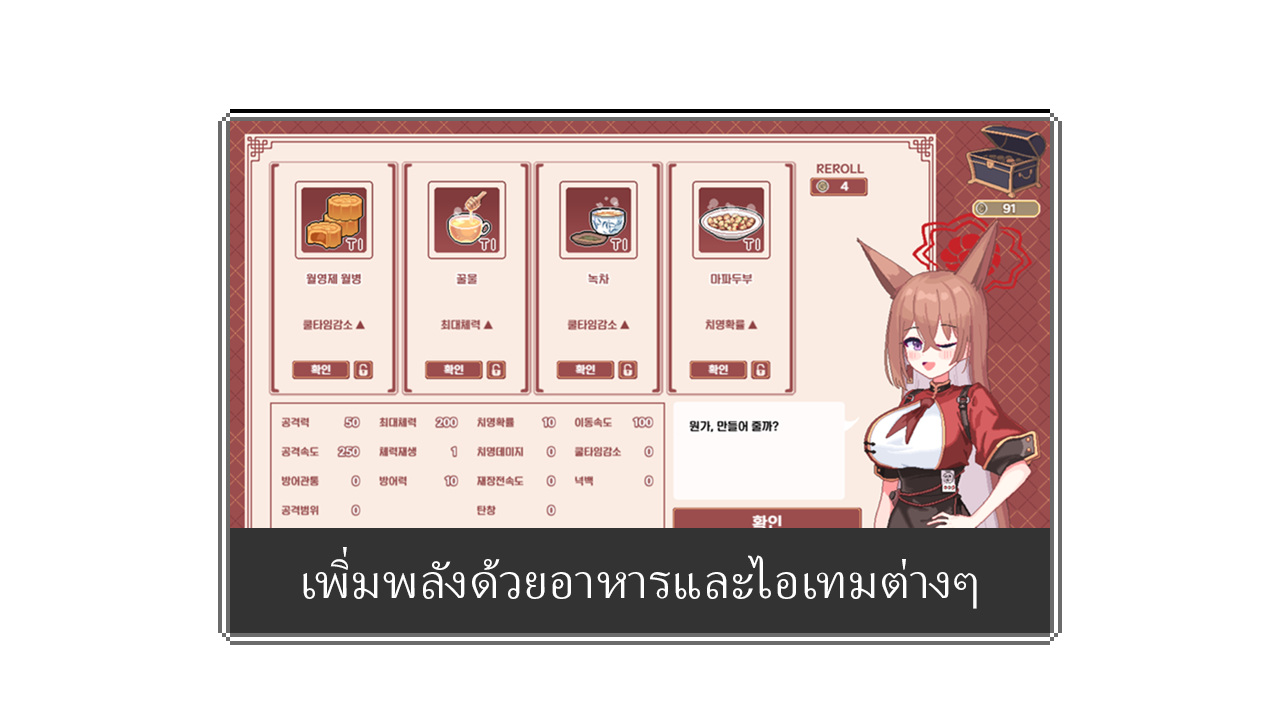 REROLL
4
91
T1
T1
T1
T1
월영제 월병
꿀물
녹차
마파두부
쿨타임감소 ▲
최대체력 ▲
쿨타임감소 ▲
치명확률 ▲
확인
확인
확인
확인
공격력 50 최대체력 200 치명확률 10 이동속도 100
공격속도 250 체력재생 1 치명데미지 0 쿨타임감소 0
방어관통 0 방어력 10 재장전속도 0 넉백 0
공격범위 0 탄창 0
뭔가, 만들어 줄까?
확인
เพิ่มพลังด้วยอาหารและไอเทมต่างๆ